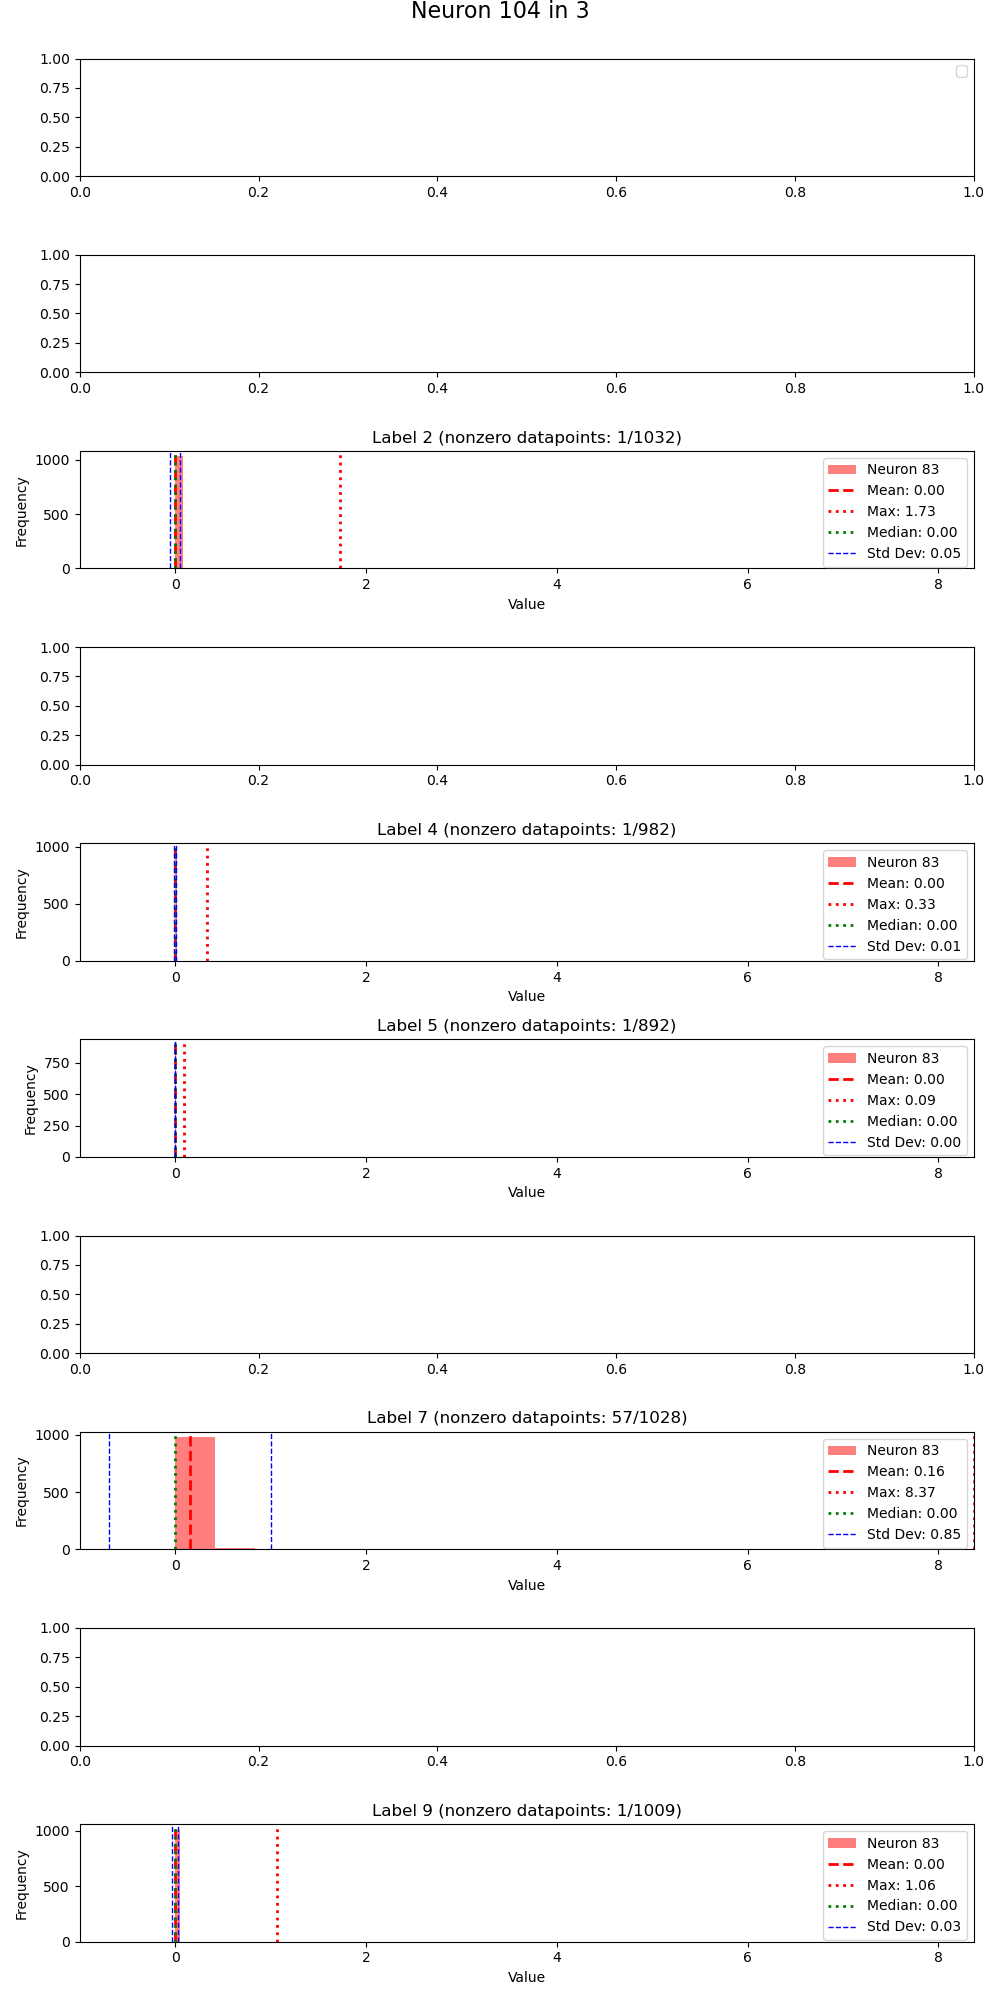 Neuron 104 in 3
1.00
0.75
0.50
0.25
0.00
0.0 0.2 0.4 0.6 0.8 1.0
1.00
0.75
0.50
0.25
0.00
0.0 0.2 0.4 0.6 0.8 1.0
Label 2 (nonzero datapoints: 1/1032)
1000
500
0
Frequency
Neuron 83
Mean: 0.00
Max: 1.73
Median: 0.00
Std Dev: 0.05
0 2 4 6 8
Value
1.00
0.75
0.50
0.25
0.00
0.0 0.2 0.4 0.6 0.8 1.0
Label 4 (nonzero datapoints: 1/982)
1000
500
0
Frequency
Neuron 83
Mean: 0.00
Max: 0.33
Median: 0.00
Std Dev: 0.01
0 2 4 6 8
Value
Label 5 (nonzero datapoints: 1/892)
750
500
250
0
Frequency
Neuron 83
Mean: 0.00
Max: 0.09
Median: 0.00
Std Dev: 0.00
0 2 4 6 8
Value
1.00
0.75
0.50
0.25
0.00
0.0 0.2 0.4 0.6 0.8 1.0
Label 7 (nonzero datapoints: 57/1028)
1000
500
0
Frequency
Neuron 83
Mean: 0.16
Max: 8.37
Median: 0.00
Std Dev: 0.85
0 2 4 6 8
Value
1.00
0.75
0.50
0.25
0.00
0.0 0.2 0.4 0.6 0.8 1.0
Label 9 (nonzero datapoints: 1/1009)
1000
500
0
Frequency
Neuron 83
Mean: 0.00
Max: 1.06
Median: 0.00
Std Dev: 0.03
0 2 4 6 8
Value